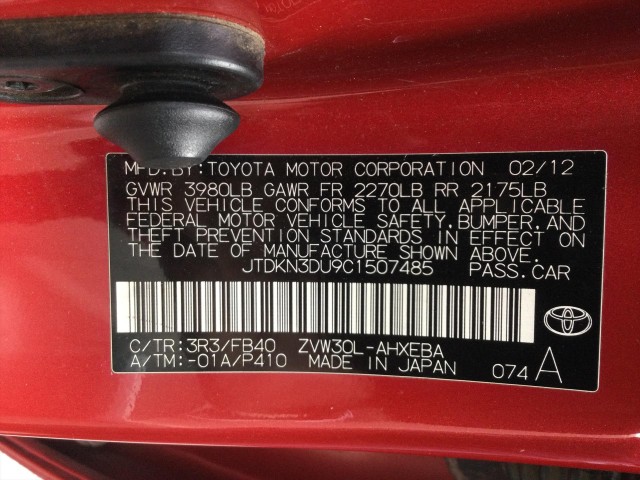 MFD.BY:TOYOTA MOTOR CORPORATION 02/12
GVWR 3980LB GAWR FR 2270LB RR 2175LB
THIS VEHICLE CONFORMS TO ALL APPLICABLE
FEDERAL MOTOR VEHICLE SAFETY,BUMPER,AND
THEFT PREVENTION STANDARDS IN EFFECT ON
THE DATE OF MANUFACTURE SHOWN ABOVE.
JTDKN3DU9C1507485 PASS.CAR
C/TR:3R3/FB40 ZVW30L-AHXEBA
A/TM:-01A/P410 MADE IN JAPAN 074 A